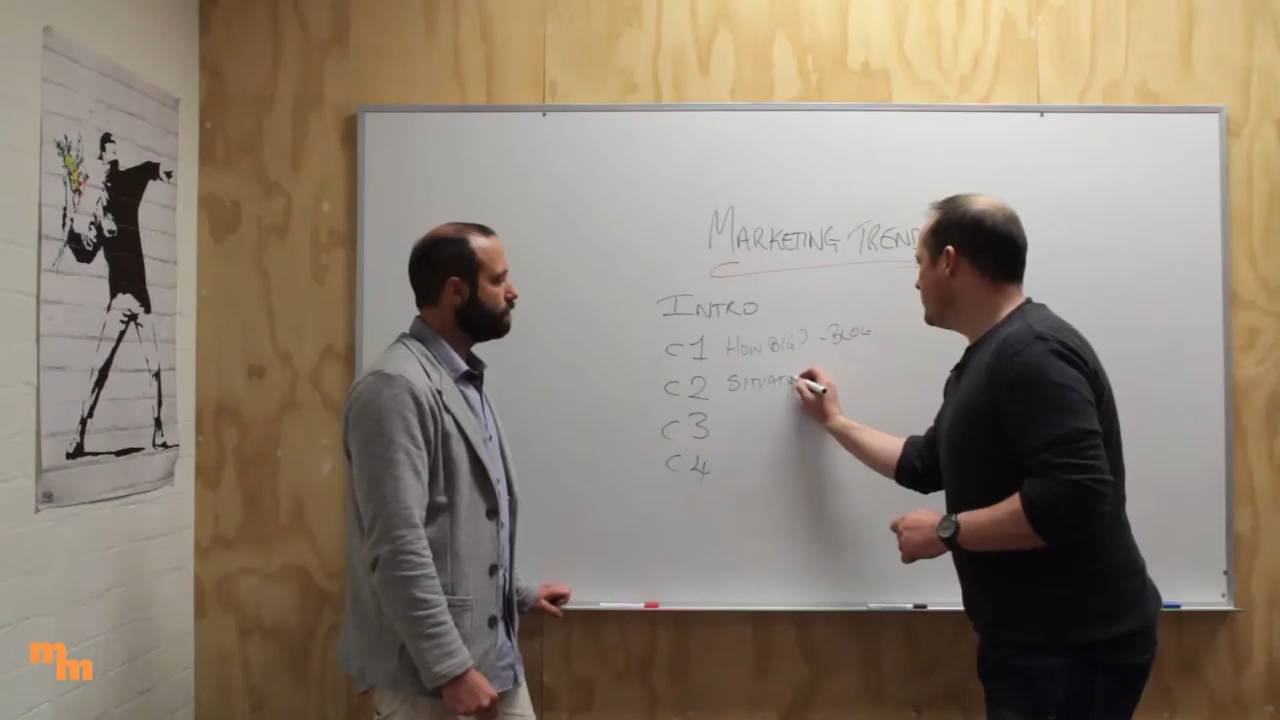 MARKETING TREND
INTRO
C1 HOW BIG? - BLOG
C2 SITUAT
C3
C4
mm